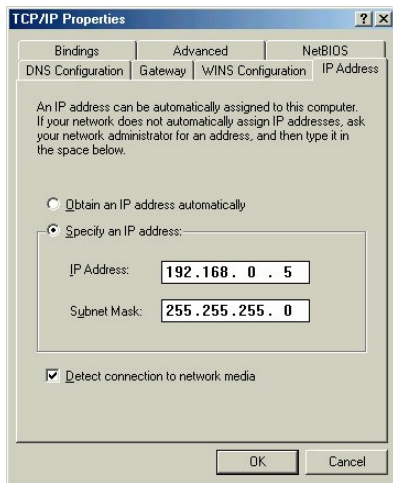 TCP/IP Properties
? ×
Bindings Advanced NetBIOS
DNS Configuration Gateway WINS Configuration IP Address
An IP address can be automatically assigned to this computer.
If your network does not automatically assign IP addresses, ask
your network administrator for an address, and then type it in
the space below.
Obtain an IP address automatically
Specify an IP address:
IP Address: 192.168. 0 . 5
Subnet Mask: 255.255.255. 0
Detect connection to network media
OK Cancel